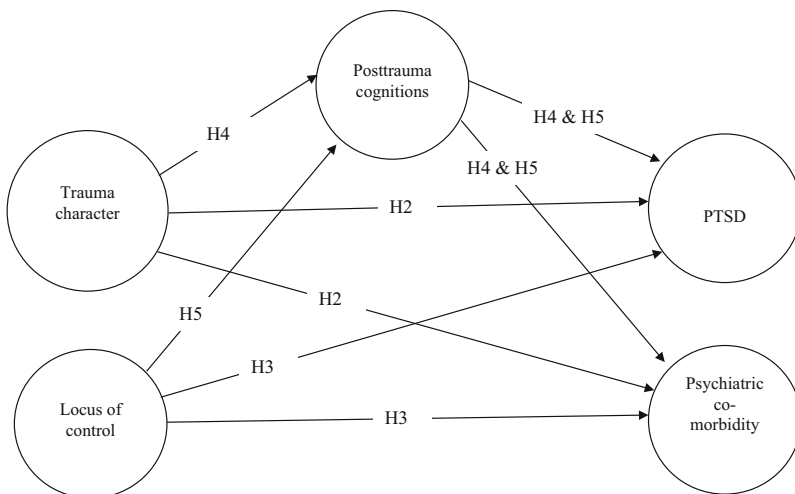 Posttrauma
cognitions
H4 & H5
H4
H4 & H5
Trauma
character
H2
PTSD
H2
H5
H3
Psychiatric
co-
morbidity
Locus of
control
H3